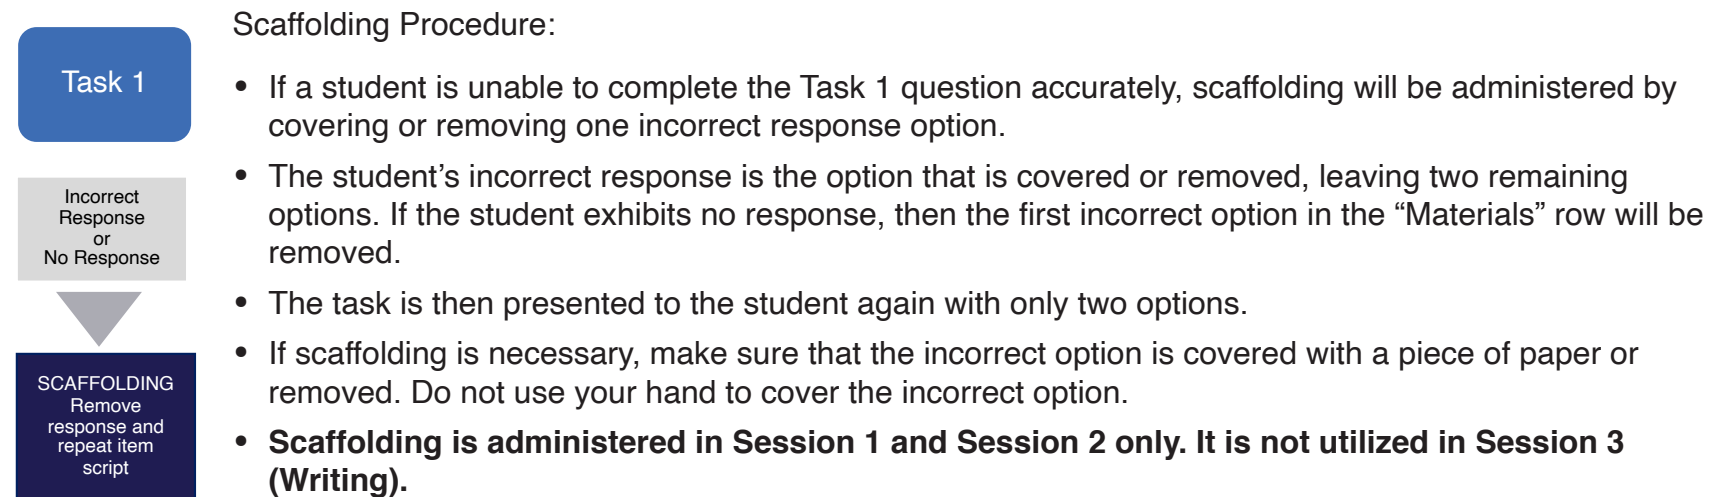 Scaffolding Procedure:
Task 1
• If a student is unable to complete the Task 1 question accurately, scaffolding will be administered by
covering or removing one incorrect response option.
Incorrect
Response
or
No Response
• The student’s incorrect response is the option that is covered or removed, leaving two remaining
options. If the student exhibits no response, then the first incorrect option in the “Materials” row will be
removed.
• The task is then presented to the student again with only two options.
SCAFFOLDING
Remove
response and
repeat item
script
• If scaffolding is necessary, make sure that the incorrect option is covered with a piece of paper or
removed. Do not use your hand to cover the incorrect option.
• Scaffolding is administered in Session 1 and Session 2 only. It is not utilized in Session 3
(Writing).